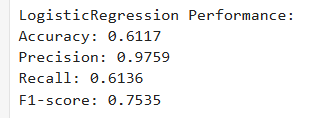 LogisticRegression Performance:
Accuracy: 0.6117
Precision: 0.9759
Recall: 0.6136
F1-score: 0.7535